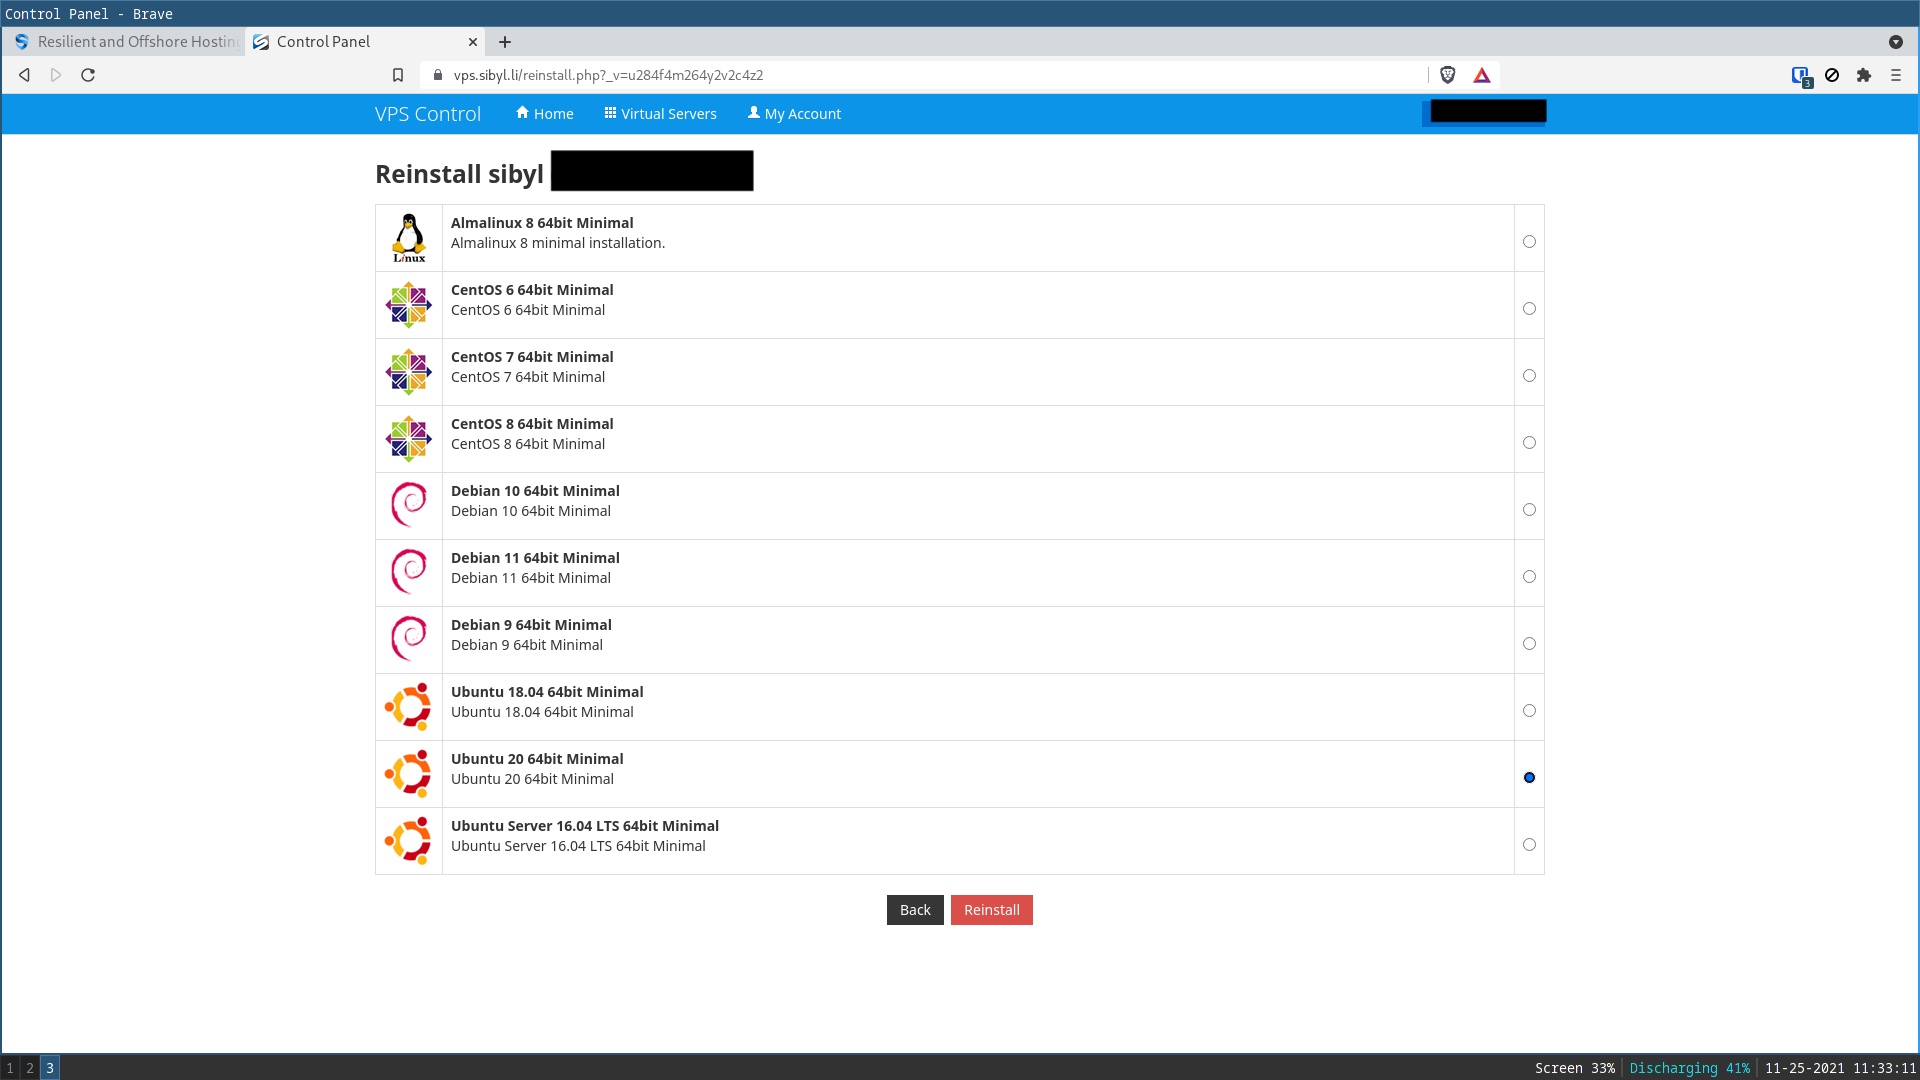 Control Panel - Brave
Resilient and Offshore Hostin
Control Panel
vps.sibyl.li/reinstall.php?_v=u284f4m264y2v2c4z2
3
VPS Control
Home
Virtual Servers
My Account
Reinstall sibyl
Linux
Almalinux 8 64bit Minimal
Almalinux 8 minimal installation.
CentOS 6 64bit Minimal
CentOS 6 64bit Minimal
CentOS 7 64bit Minimal
CentOS 7 64bit Minimal
CentOS 8 64bit Minimal
CentOS 8 64bit Minimal
Debian 10 64bit Minimal
Debian 10 64bit Minimal
Debian 11 64bit Minimal
Debian 11 64bit Minimal
Debian 9 64bit Minimal
Debian 9 64bit Minimal
Ubuntu 18.04 64bit Minimal
Ubuntu 18.04 64bit Minimal
Ubuntu 20 64bit Minimal
Ubuntu 20 64bit Minimal
Ubuntu Server 16.04 LTS 64bit Minimal
Ubuntu Server 16.04 LTS 64bit Minimal
Back
Reinstall
1 2 3
Screen 33% Discharging 41% 11-25-2021 11:33:11